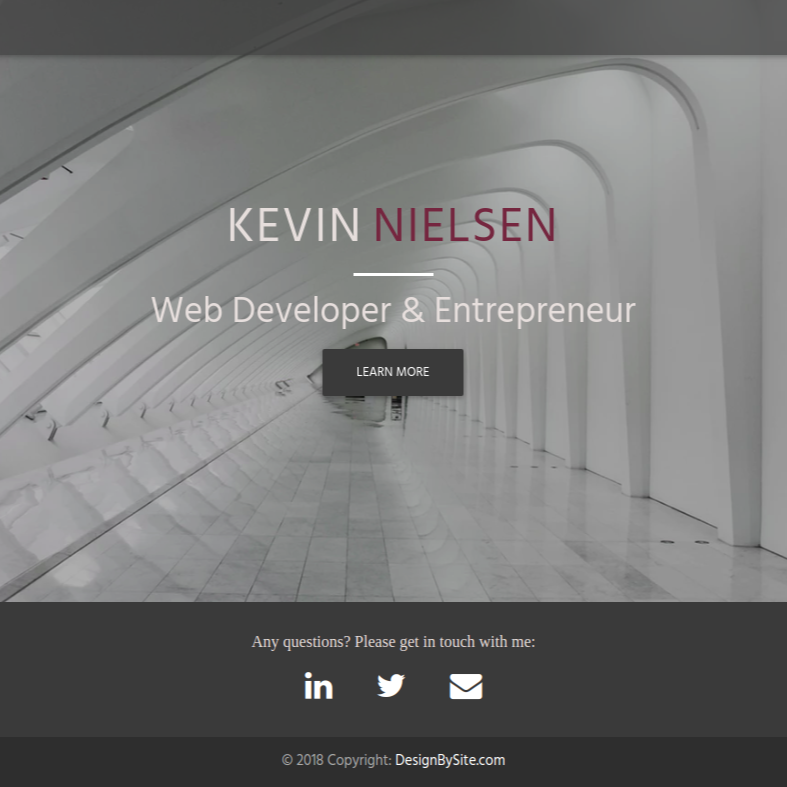 KEVIN NIELSEN
Web Developer & Entrepreneur
LEARN MORE
Any questions? Please get in touch with me:
© 2018 Copyright: DesignBySite.com